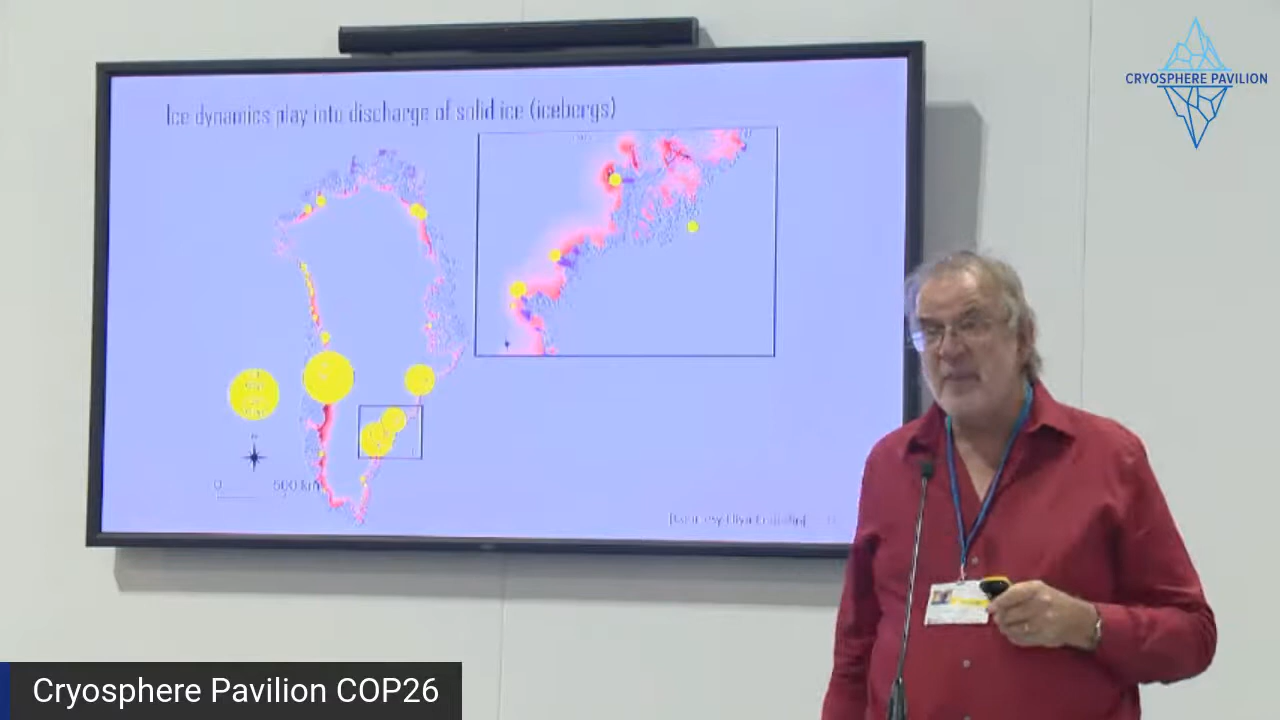 CRYOSPHERE PAVILION
Ice dynamics play into discharge of solid ice (icebergs)
0 500 km
Cryosphere Pavilion COP26